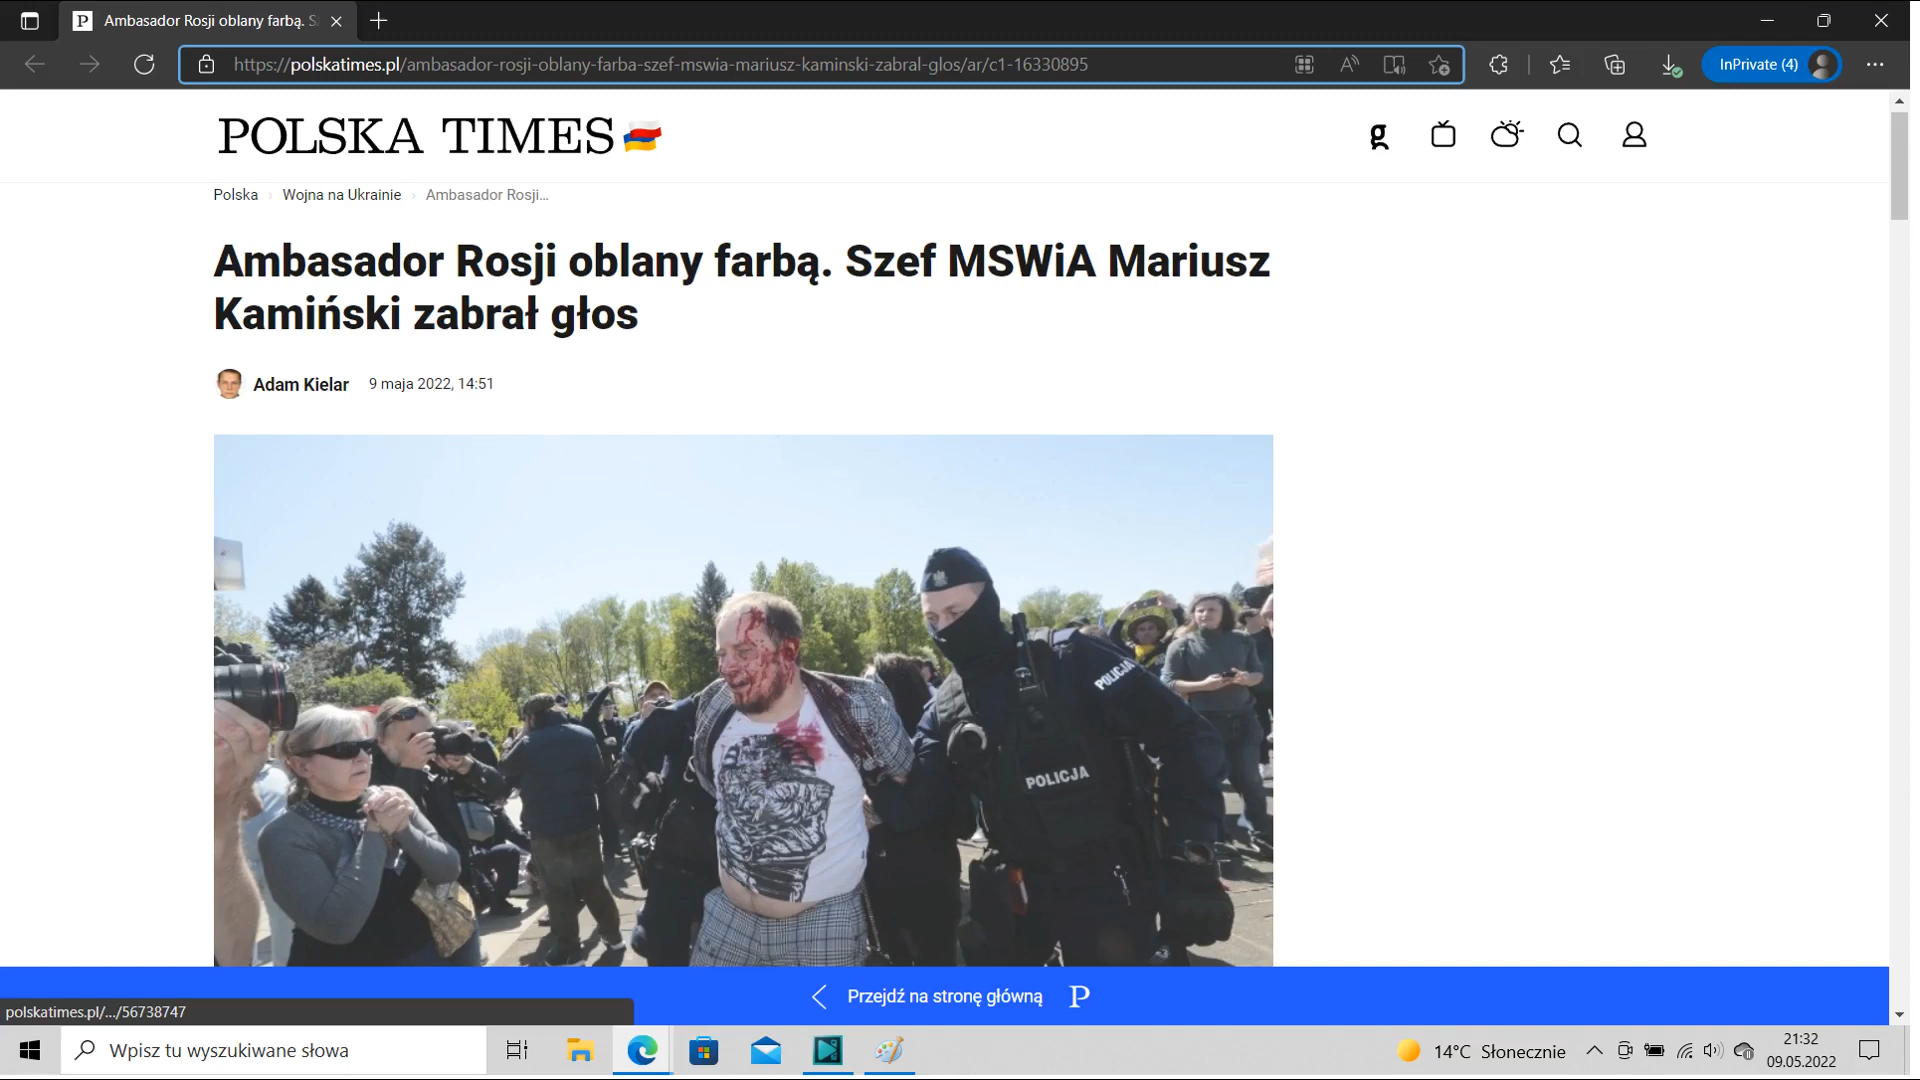 Ambasador Rosji oblany farbą. S
https://polskatimes.pl/ambasador-rosji-oblany-farba-szef-mswia-mariusz-kaminski-zabral-glos/ar/c1-16330895
InPrivate (4)
POLSKA TIMES
g
Polska › Wojna na Ukrainie › Ambasador Rosji...
Ambasador Rosji oblany farbą. Szef MSWiA Mariusz
Kamiński zabrał głos
Adam Kielar 9 maja 2022, 14:51
POLICJA
POLICJA
Przejdź na stronę główną P
polskatimes.pl/.../56738747
Wpisz tu wyszukiwane słowa
14°C Słonecznie
21:32
09.05.2022